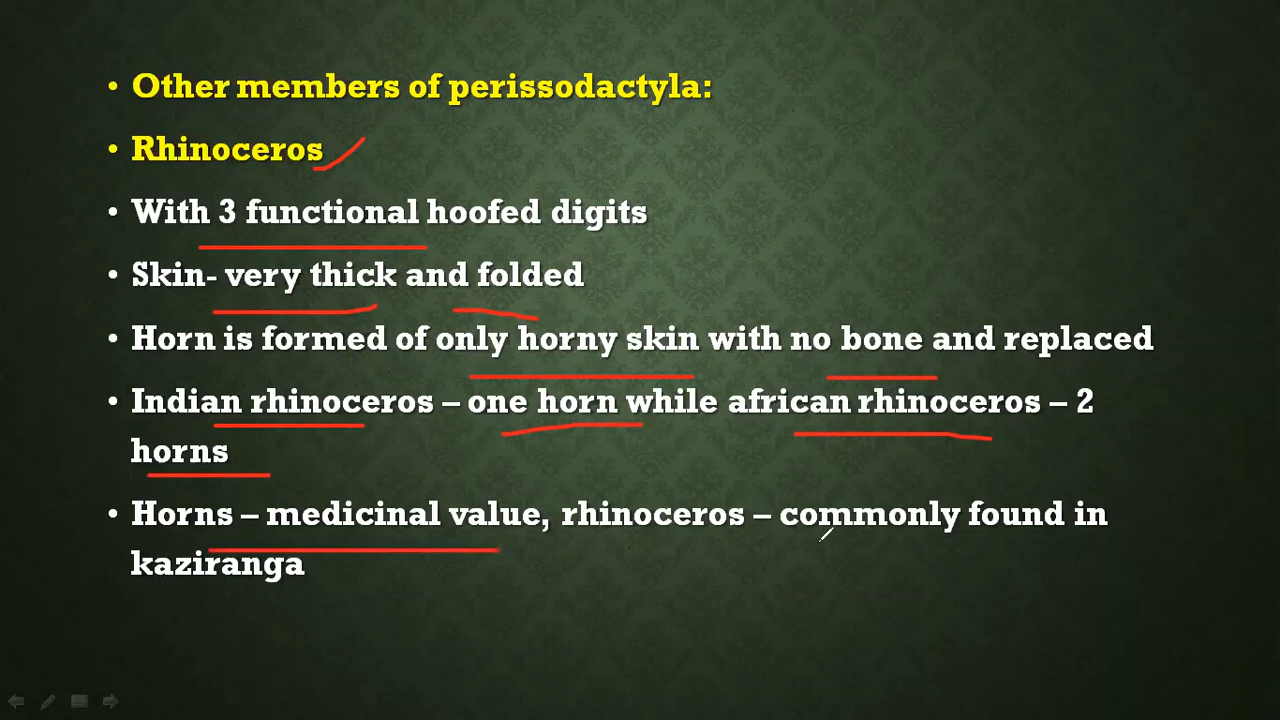 • Other members of perissodactyla:
• Rhinoceros
• With 3 functional hoofed digits
• Skin- very thick and folded
• Horn is formed of only horny skin with no bone and replaced
• Indian rhinoceros – one horn while african rhinoceros – 2
horns
• Horns – medicinal value, rhinoceros – commonly found in
kaziranga